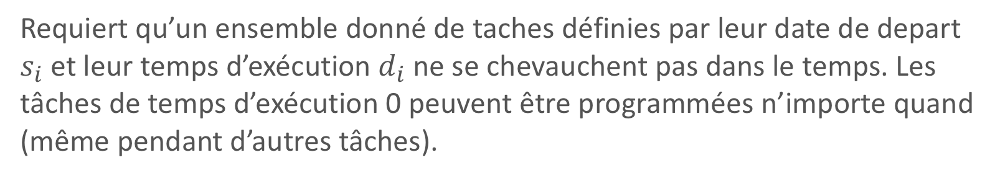 Requiert qu’un ensemble donné de taches définies par leur date de depart
𝑠ᵢ et leur temps d’exécution 𝑑ᵢ ne se chevauchent pas dans le temps. Les
tâches de temps d’exécution 0 peuvent être programmées n’importe quand
(même pendant d’autres tâches).